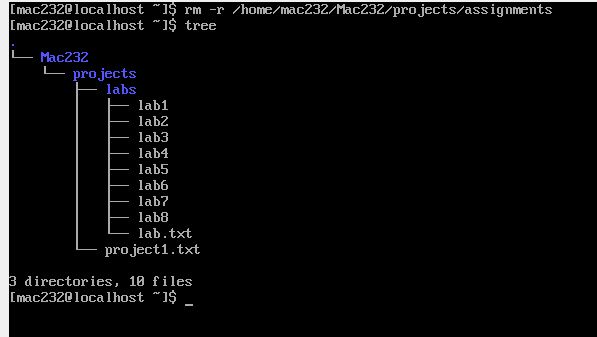 [mac232@localhost ~]$ rm -r /home/mac232/Mac232/projects/assignments
[mac232@localhost ~]$ tree
.
└── Mac232
    └── projects
        ├── labs
        │   ├── lab1
        │   ├── lab2
        │   ├── lab3
        │   ├── lab4
        │   ├── lab5
        │   ├── lab6
        │   ├── lab7
        │   ├── lab8
        │   └── lab.txt
        └── project1.txt

3 directories, 10 files
[mac232@localhost ~]$ _